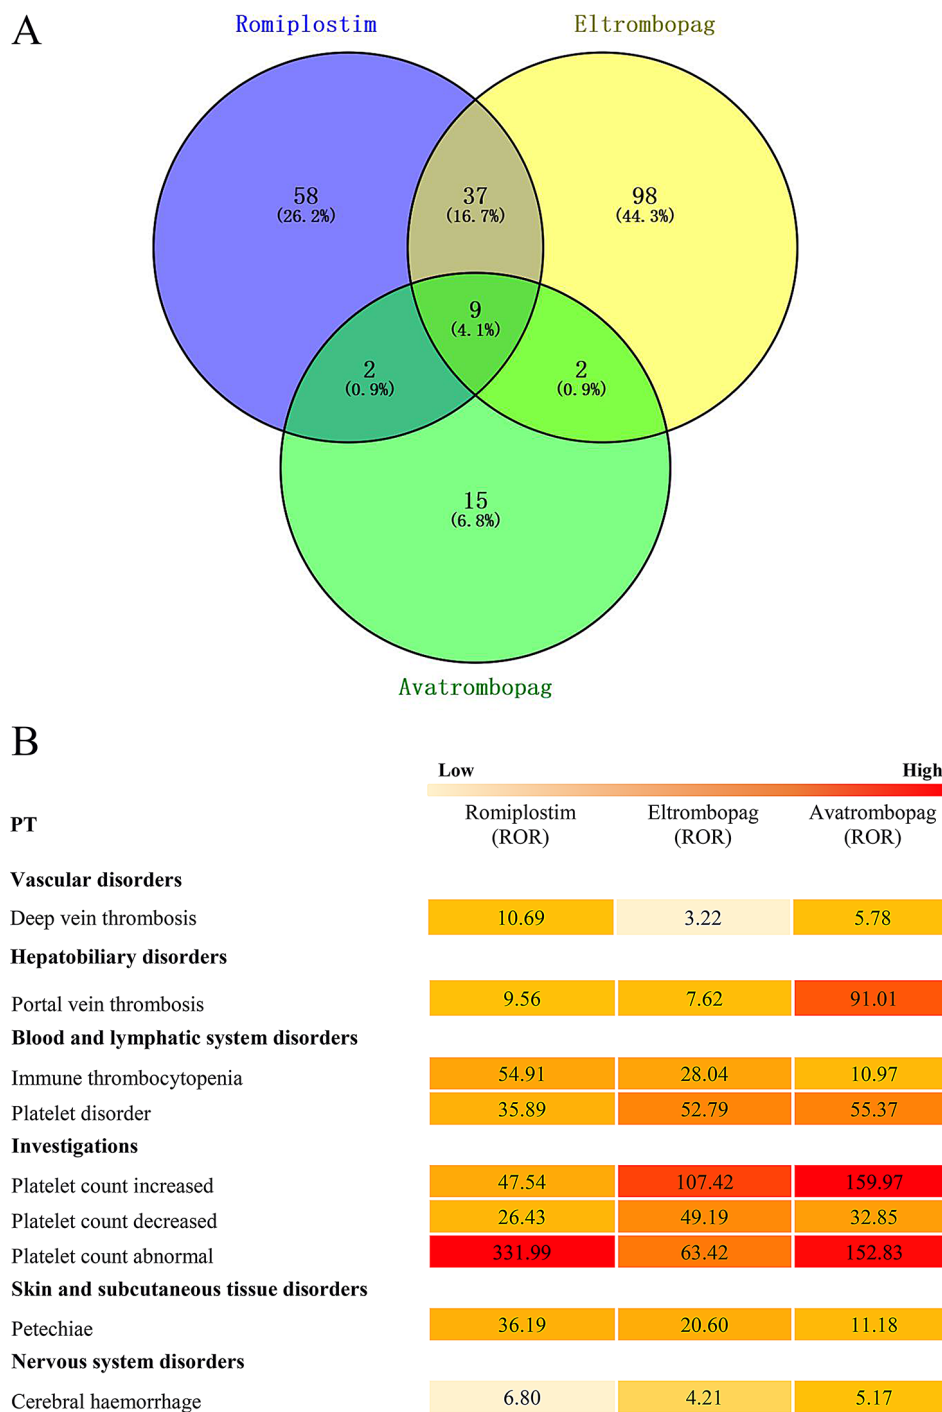 A
Romiplostim Eltrombopag
58 37 98
(26.2%) (16.7%) (44.3%)
9
(4.1%)
2 2
(0.9%) (0.9%)
15
(6.8%)
Avatrombopag
B
Low High
PT Romiplostim (ROR) Eltrombopag (ROR) Avatrombopag (ROR)
Vascular disorders
Deep vein thrombosis 10.69 3.22 5.78
Hepatobiliary disorders
Portal vein thrombosis 9.56 7.62 91.01
Blood and lymphatic system disorders
Immune thrombocytopenia 54.91 28.04 10.97
Platelet disorder 35.89 52.79 55.37
Investigations
Platelet count increased 47.54 107.42 159.97
Platelet count decreased 26.43 49.19 32.85
Platelet count abnormal 331.99 63.42 152.83
Skin and subcutaneous tissue disorders
Petechiae 36.19 20.60 11.18
Nervous system disorders
Cerebral haemorrhage 6.80 4.21 5.17